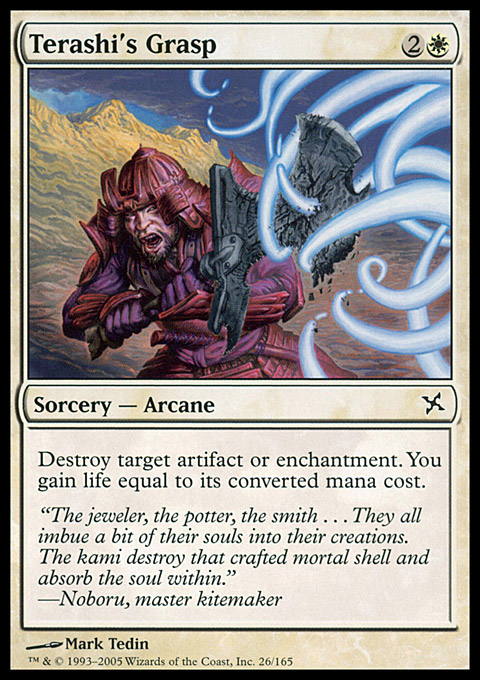 Terashi's Grasp 2
Sorcery — Arcane
Destroy target artifact or enchantment. You
gain life equal to its converted mana cost.
“The jeweler, the potter, the smith . . . They all
imbue a bit of their souls into their creations.
The kami destroy that crafted mortal shell and
absorb the soul within.”
—Noboru, master kitemaker
Mark Tedin
™ & © 1993–2005 Wizards of the Coast, Inc. 26/165